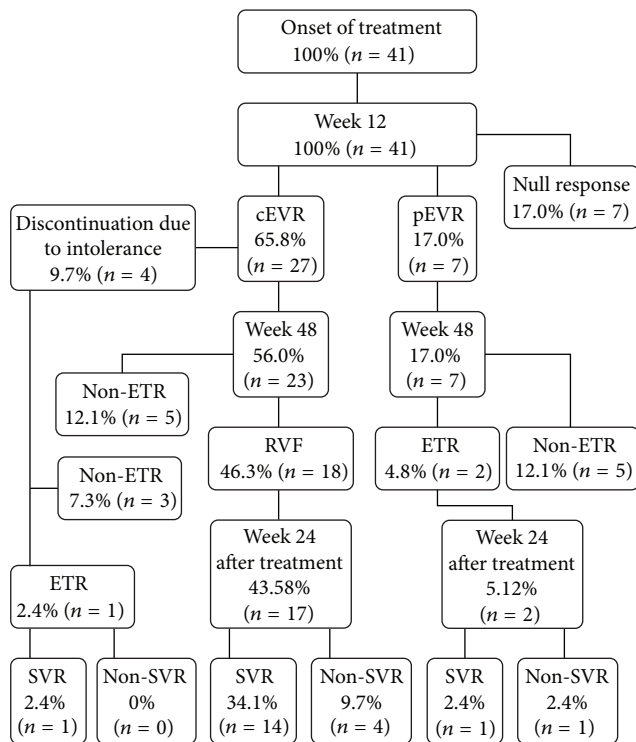 Onset of treatment
100% (n = 41)
Week 12
100% (n = 41)
Null response
17.0% (n = 7)
Discontinuation due
to intolerance
9.7% (n = 4)
cEVR
65.8%
(n = 27)
pEVR
17.0%
(n = 7)
Week 48
56.0%
(n = 23)
Week 48
17.0%
(n = 7)
Non-ETR
12.1% (n = 5)
RVF
46.3% (n = 18)
ETR
4.8% (n = 2)
Non-ETR
12.1% (n = 5)
Non-ETR
7.3% (n = 3)
Week 24
after treatment
43.58%
(n = 17)
Week 24
after treatment
5.12%
(n = 2)
ETR
2.4% (n = 1)
SVR
2.4%
(n = 1)
Non-SVR
0%
(n = 0)
SVR
34.1%
(n = 14)
Non-SVR
9.7%
(n = 4)
SVR
2.4%
(n = 1)
Non-SVR
2.4%
(n = 1)